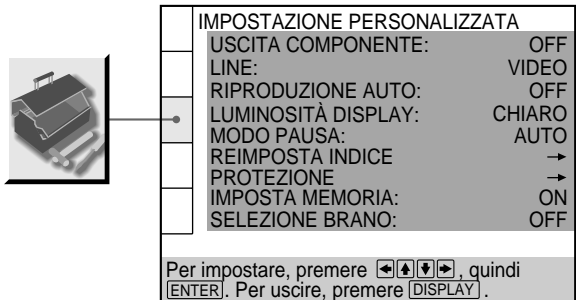 IMPOSTAZIONE PERSONALIZZATA
USCITA COMPONENTE: OFF
LINE: VIDEO
RIPRODUZIONE AUTO: OFF
LUMINOSITÀ DISPLAY: CHIARO
MODO PAUSA: AUTO
REIMPOSTA INDICE →
PROTEZIONE →
IMPOSTA MEMORIA: ON
SELEZIONE BRANO: OFF
Per impostare, premere ←↑↓→, quindi
ENTER. Per uscire, premere DISPLAY.